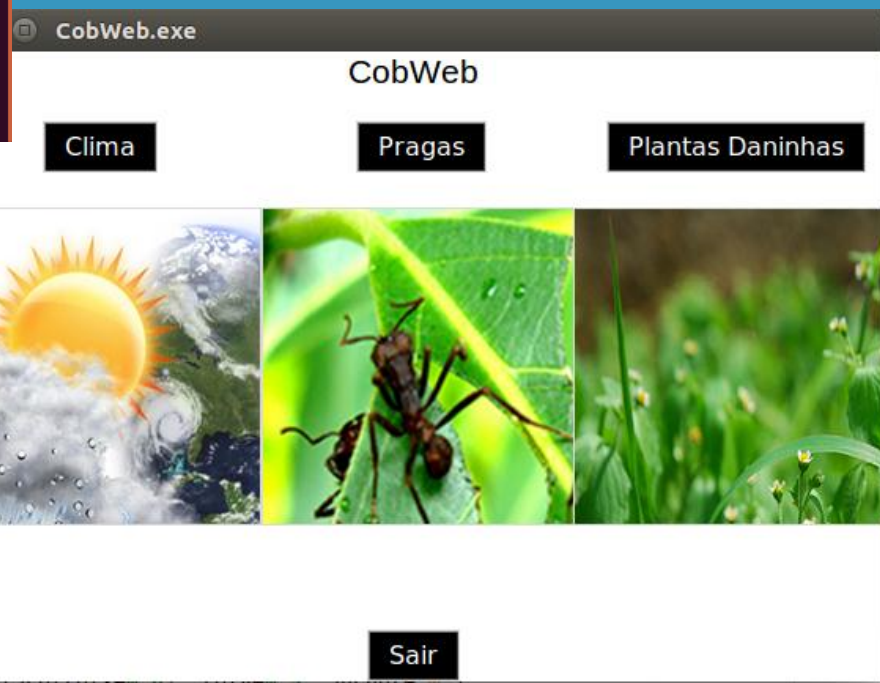 CobWeb.exe
CobWeb
Clima
Pragas
Plantas Daninhas
Sair